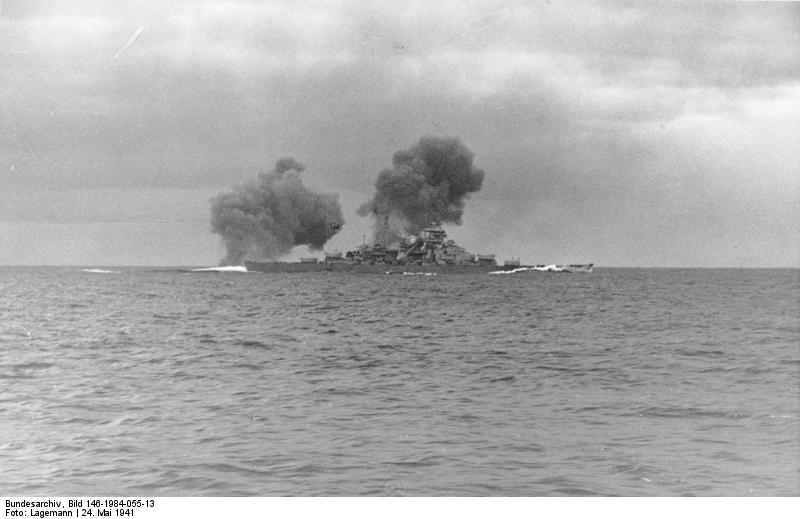 Bundesarchiv, Bild 146-1984-055-13
Foto: Lagemann | 24. Mai 1941